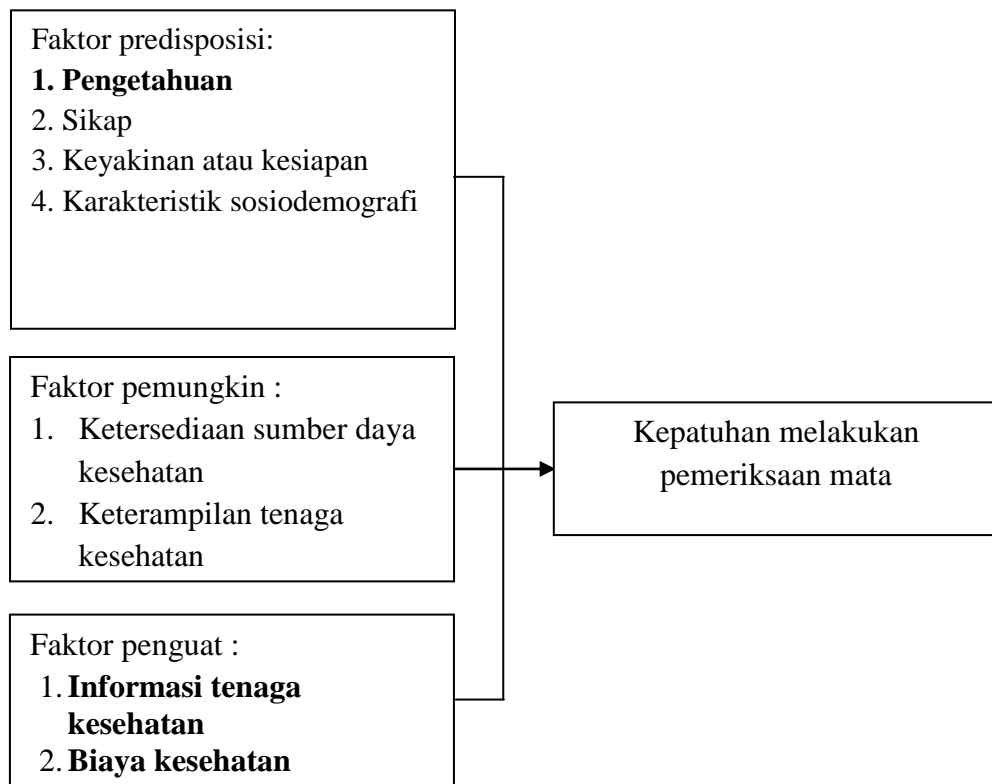 Faktor predisposisi:
1. Pengetahuan
2. Sikap
3. Keyakinan atau kesiapan
4. Karakteristik sosiodemografi
Faktor pemungkin :
1. Ketersediaan sumber daya
kesehatan
2. Keterampilan tenaga
kesehatan
Kepatuhan melakukan
pemeriksaan mata
Faktor penguat :
1. Informasi tenaga
kesehatan
2. Biaya kesehatan